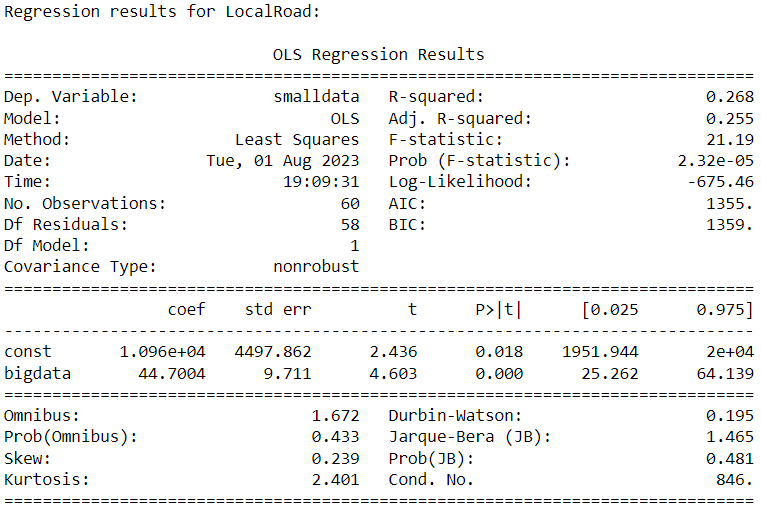 Regression results for LocalRoad:
OLS Regression Results
==============================================================================
Dep. Variable: smalldata R-squared: 0.268
Model: OLS Adj. R-squared: 0.255
Method: Least Squares F-statistic: 21.19
Date: Tue, 01 Aug 2023 Prob (F-statistic): 2.32e-05
Time: 19:09:31 Log-Likelihood: -675.46
No. Observations: 60 AIC: 1355.
Df Residuals: 58 BIC: 1359.
Df Model: 1
Covariance Type: nonrobust
==============================================================================
coef std err t P>|t| [0.025 0.975]
------------------------------------------------------------------------------
const 1.096e+04 4497.862 2.436 0.018 1951.944 2e+04
bigdata 44.7004 9.711 4.603 0.000 25.262 64.139
==============================================================================
Omnibus: 1.672 Durbin-Watson: 0.195
Prob(Omnibus): 0.433 Jarque-Bera (JB): 1.465
Skew: 0.239 Prob(JB): 0.481
Kurtosis: 2.401 Cond. No. 846.
==============================================================================